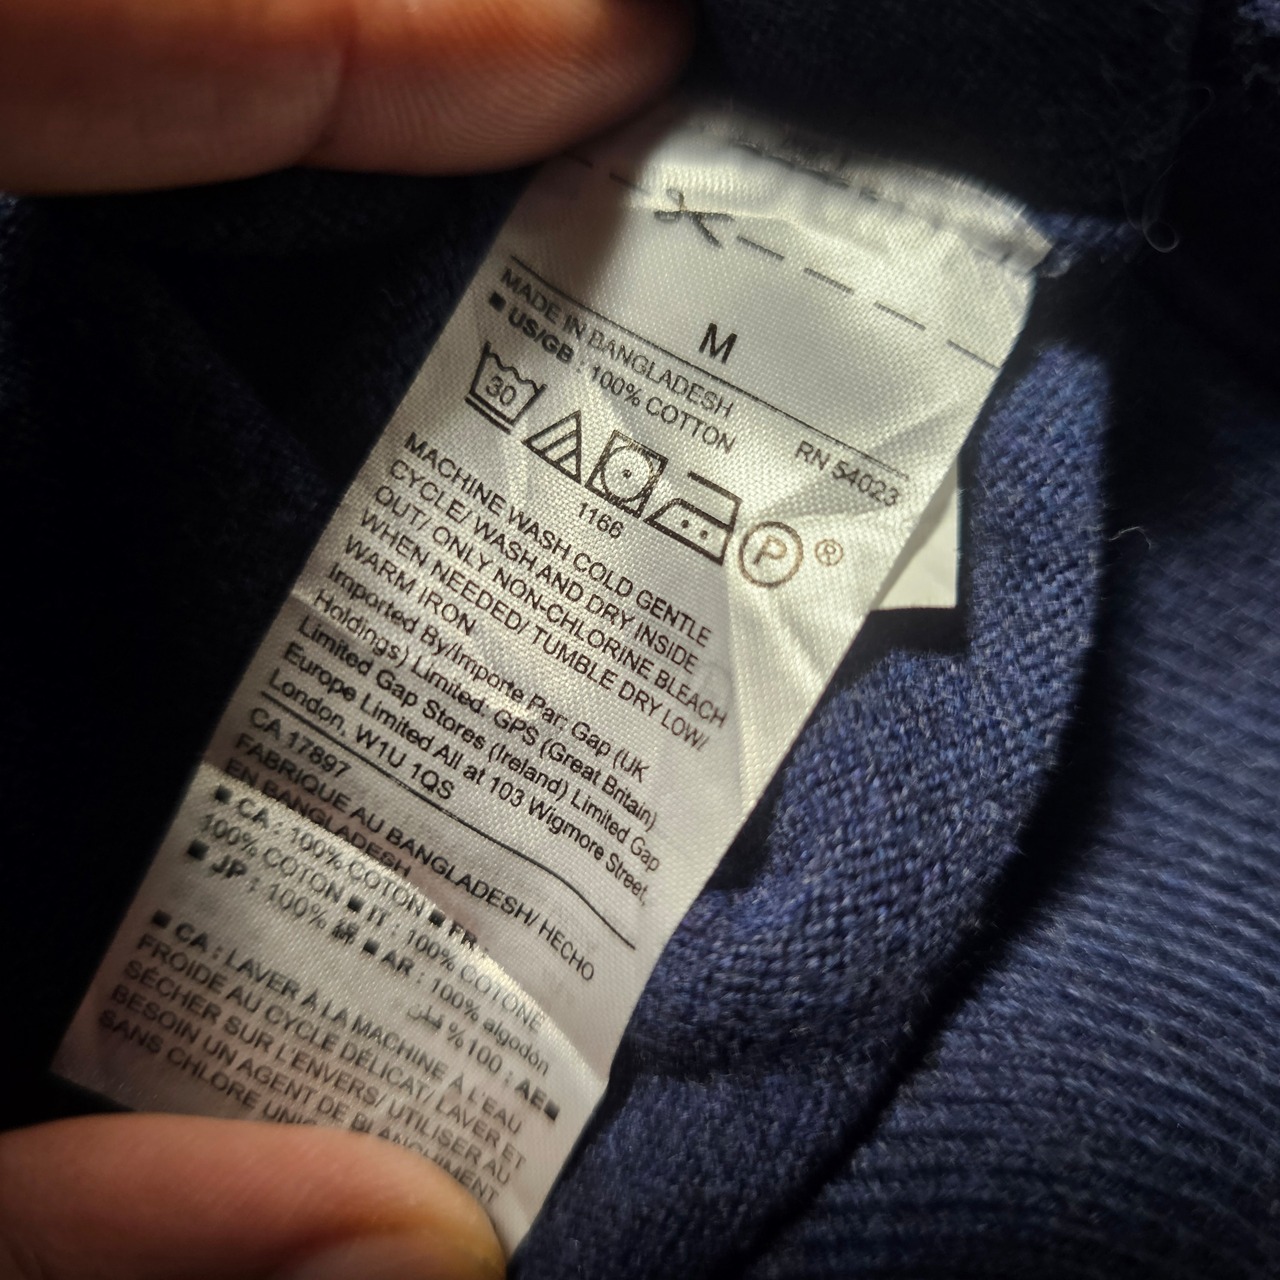 M
MADE IN BANGLADESH RN 54023
■ US/GB : 100% COTTON
30
P ®
1166
MACHINE WASH COLD GENTLE
CYCLE/ WASH AND DRY INSIDE
OUT/ ONLY NON-CHLORINE BLEACH
WHEN NEEDED/ TUMBLE DRY LOW/
WARM IRON
Imported By/Importe Par: Gap (UK
Holdings) Limited. GPS (Great Britain)
Limited Gap Stores (Ireland) Limited Gap
Europe Limited All at 103 Wigmore Street,
London, W1U 1QS
CA 17897
FABRIQUE AU BANGLADESH/ HECHO
EN BANGLADESH
■ CA : 100% COTON ■ FR :
100% COTON ■ IT : 100% COTONE
■ JP : 100% 綿 ■ AR : 100% algodón
■AE : 100% قطن
■ CA : LAVER À LA MACHINE À L'EAU
FROIDE AU CYCLE DÉLICAT/ LAVER ET
SÉCHER SUR L'ENVERS/ UTILISER AU
BESOIN UN AGENT DE BLANCHIMENT
SANS CHLORE